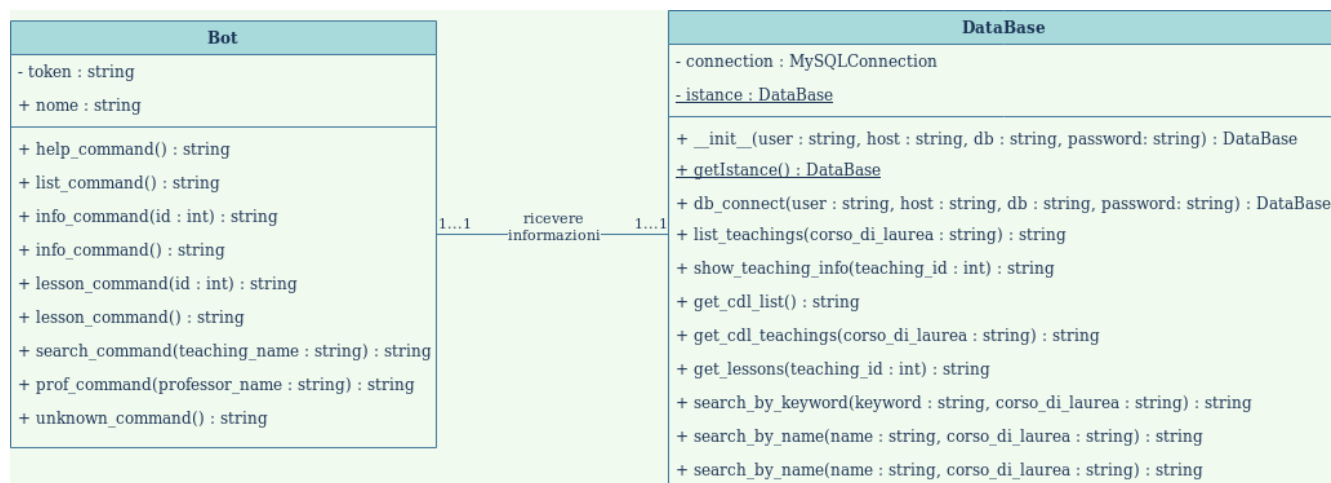 Bot
- token : string
+ nome : string
+ help_command() : string
+ list_command() : string
+ info_command(id : int) : string
+ info_command() : string
+ lesson_command(id : int) : string
+ lesson_command() : string
+ search_command(teaching_name : string) : string
+ prof_command(professor_name : string) : string
+ unknown_command() : string
1...1
ricevere
informazioni
1...1
DataBase
- connection : MySQLConnection
- istance : DataBase
+ __init__(user : string, host : string, db : string, password: string) : DataBase
+ getIstance() : DataBase
+ db_connect(user : string, host : string, db : string, password: string) : DataBase
+ list_teachings(corso_di_laurea : string) : string
+ show_teaching_info(teaching_id : int) : string
+ get_cdl_list() : string
+ get_cdl_teachings(corso_di_laurea : string) : string
+ get_lessons(teaching_id : int) : string
+ search_by_keyword(keyword : string, corso_di_laurea : string) : string
+ search_by_name(name : string, corso_di_laurea : string) : string
+ search_by_name(name : string, corso_di_laurea : string) : string